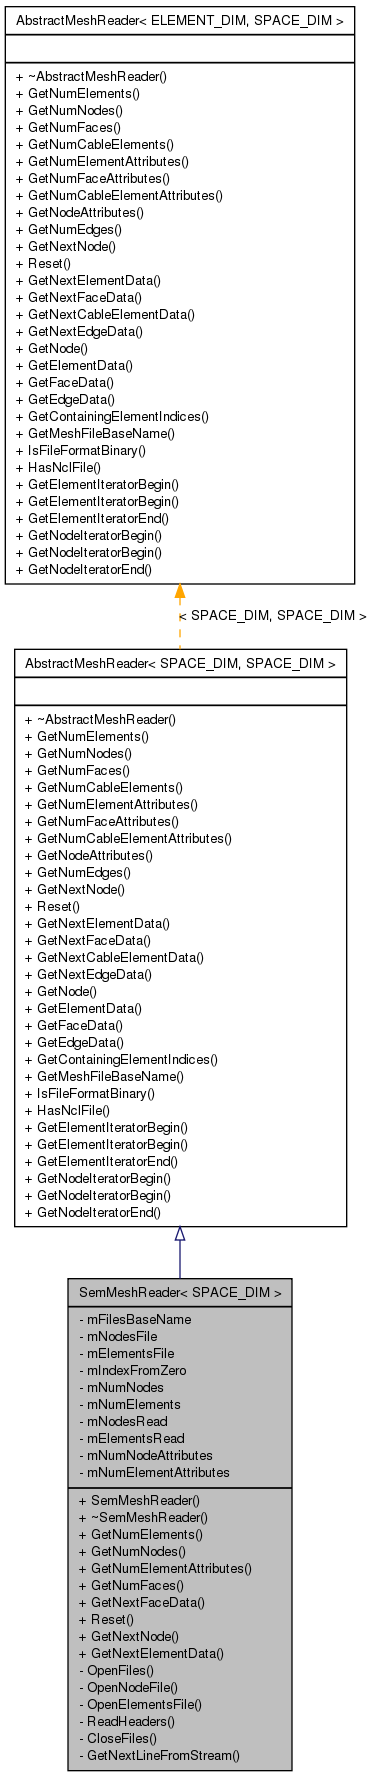 AbstractMeshReader< ELEMENT_DIM, SPACE_DIM >
+ ~AbstractMeshReader()
+ GetNumElements()
+ GetNumNodes()
+ GetNumFaces()
+ GetNumCableElements()
+ GetNumElementAttributes()
+ GetNumFaceAttributes()
+ GetNumCableElementAttributes()
+ GetNodeAttributes()
+ GetNumEdges()
+ GetNextNode()
+ Reset()
+ GetNextElementData()
+ GetNextFaceData()
+ GetNextCableElementData()
+ GetNextEdgeData()
+ GetNode()
+ GetElementData()
+ GetFaceData()
+ GetEdgeData()
+ GetContainingElementIndices()
+ GetMeshFileBaseName()
+ IsFileFormatBinary()
+ HasNclFile()
+ GetElementIteratorBegin()
+ GetElementIteratorBegin()
+ GetElementIteratorEnd()
+ GetNodeIteratorBegin()
+ GetNodeIteratorBegin()
+ GetNodeIteratorEnd()
< SPACE_DIM, SPACE_DIM >
AbstractMeshReader< SPACE_DIM, SPACE_DIM >
+ ~AbstractMeshReader()
+ GetNumElements()
+ GetNumNodes()
+ GetNumFaces()
+ GetNumCableElements()
+ GetNumElementAttributes()
+ GetNumFaceAttributes()
+ GetNumCableElementAttributes()
+ GetNodeAttributes()
+ GetNumEdges()
+ GetNextNode()
+ Reset()
+ GetNextElementData()
+ GetNextFaceData()
+ GetNextCableElementData()
+ GetNextEdgeData()
+ GetNode()
+ GetElementData()
+ GetFaceData()
+ GetEdgeData()
+ GetContainingElementIndices()
+ GetMeshFileBaseName()
+ IsFileFormatBinary()
+ HasNclFile()
+ GetElementIteratorBegin()
+ GetElementIteratorBegin()
+ GetElementIteratorEnd()
+ GetNodeIteratorBegin()
+ GetNodeIteratorBegin()
+ GetNodeIteratorEnd()
SemMeshReader< SPACE_DIM >
- mFilesBaseName
- mNodesFile
- mElementsFile
- mIndexFromZero
- mNumNodes
- mNumElements
- mNodesRead
- mElementsRead
- mNumNodeAttributes
- mNumElementAttributes
+ SemMeshReader()
+ ~SemMeshReader()
+ GetNumElements()
+ GetNumNodes()
+ GetNumElementAttributes()
+ GetNumFaces()
+ GetNextFaceData()
+ Reset()
+ GetNextNode()
+ GetNextElementData()
- OpenFiles()
- OpenNodeFile()
- OpenElementsFile()
- ReadHeaders()
- CloseFiles()
- GetNextLineFromStream()